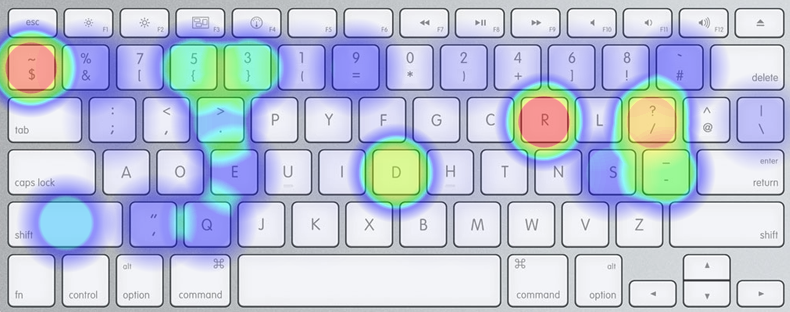 esc F1 F2 F3 F4 F5 F6 F7 F8 F9 F10 F11 F12
~ % 7 5 3 1 9 0 2 4 6 8 `
$ & [ { } ( = * ) + ] ! # delete
: < > P Y F G C R L ? ^ |
tab ; , . / @ \
enter
caps lock A O E U I D H T N S _ - return
"
shift ' Q J K X B M W V Z shift
alt ⌘ ⌘ alt ▲
fn control option command command option ◄ ▼ ►